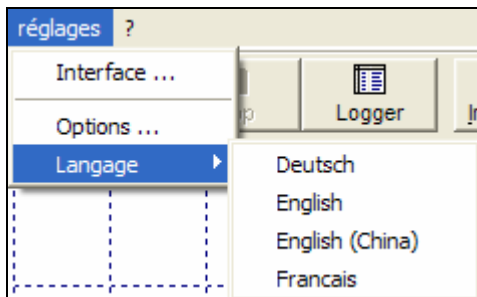 réglages ?
Interface ...
Logger
Options ...
Langage
Deutsch
English
English (China)
Francais